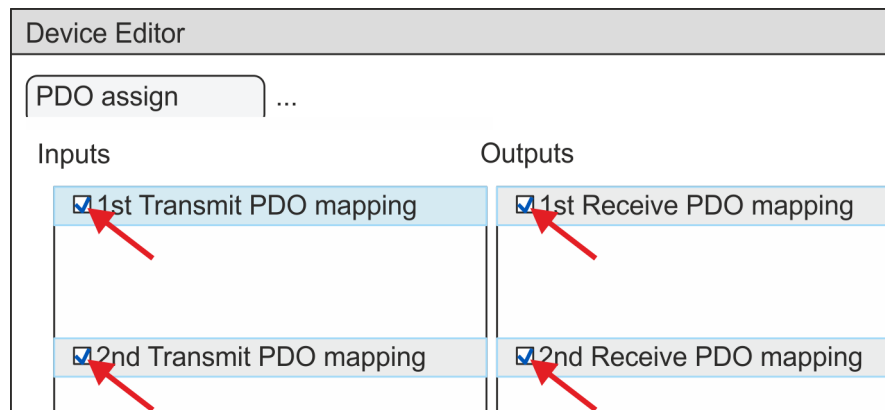 Device Editor
PDO assign ...
Inputs Outputs
1st Transmit PDO mapping 1st Receive PDO mapping
2nd Transmit PDO mapping 2nd Receive PDO mapping